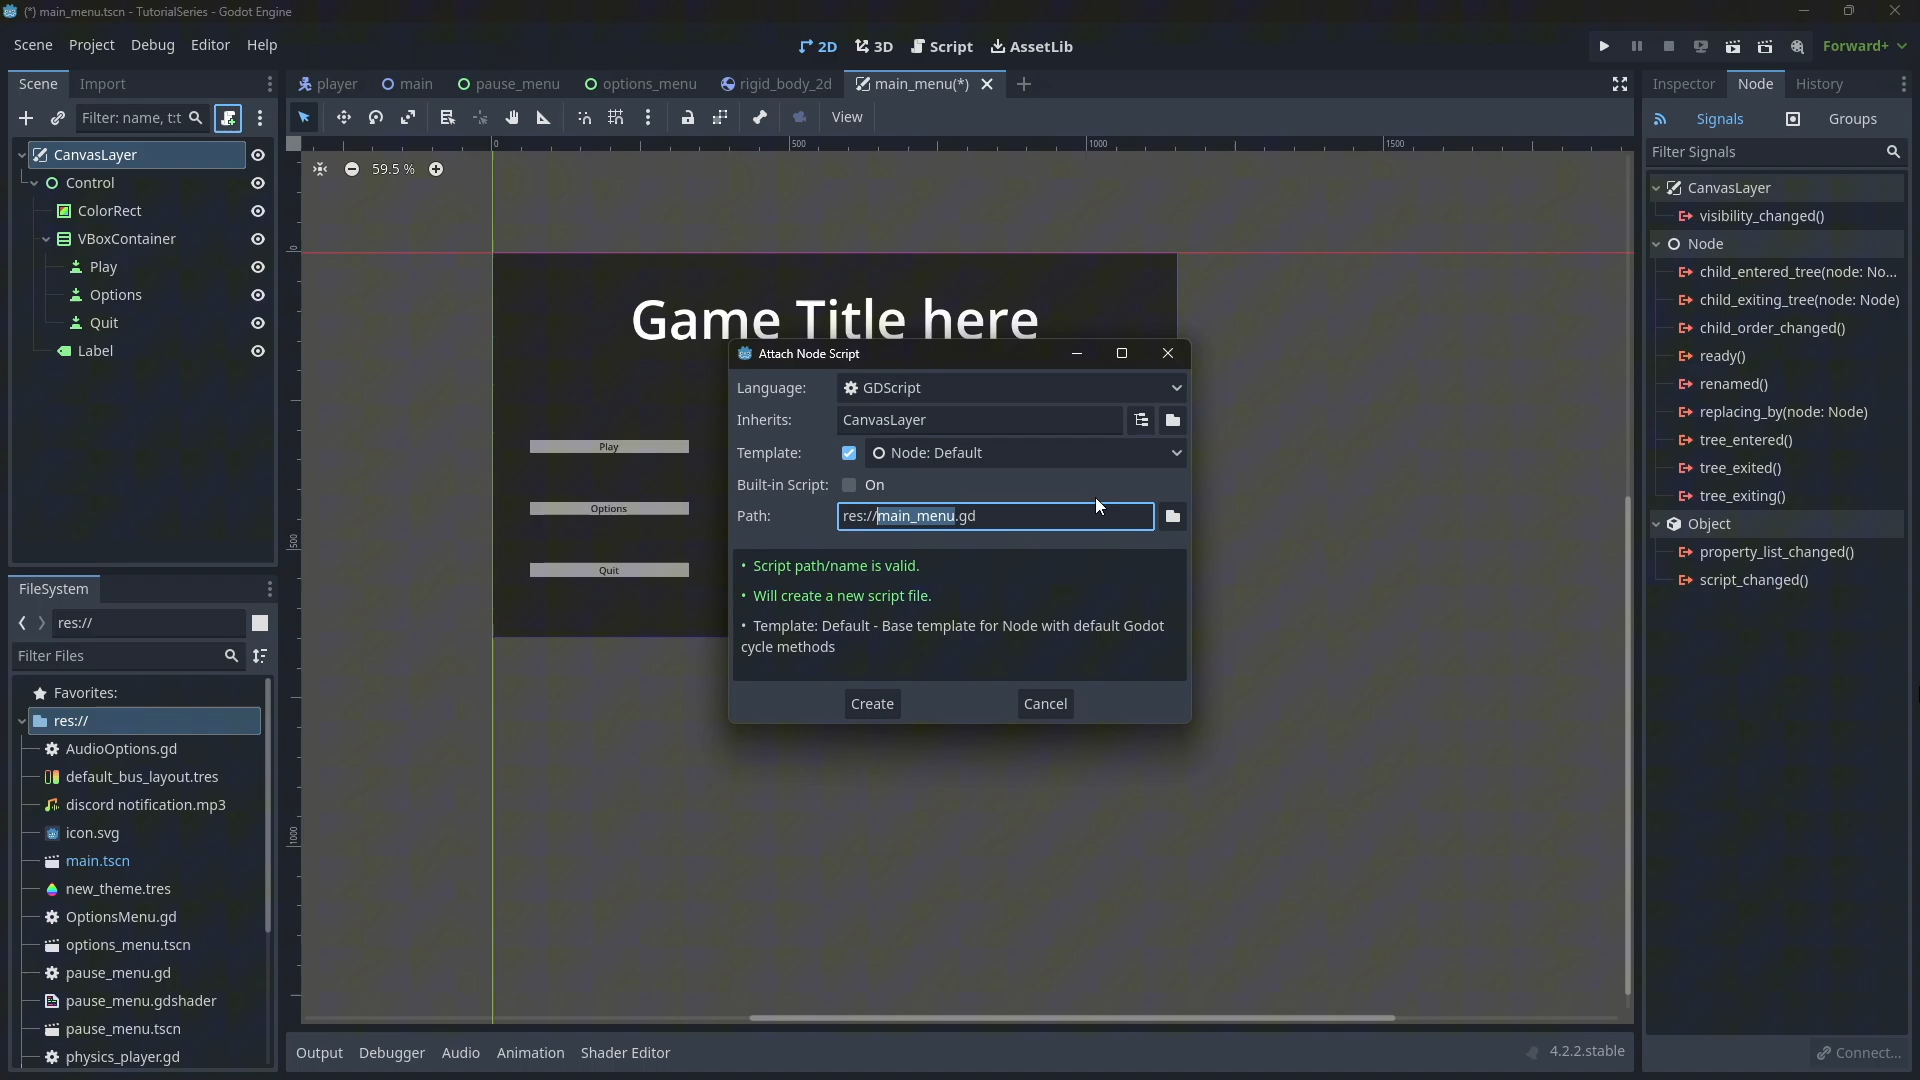 (*) main_menu.tscn - TutorialSeries - Godot Engine
Scene Project Debug Editor Help
2D 3D Script AssetLib
Forward+
Scene Import
player main pause_menu options_menu rigid_body_2d main_menu(*)
Inspector Node History
Filter: name, t:t
View
Signals Groups
Filter Signals
0 500 1000 1500
59.5 %
CanvasLayer
Control
ColorRect
VBoxContainer
Play
Options
Quit
Label
0
500
1000
Game Title here
Play
Options
Quit
Attach Node Script
Language: GDScript
Inherits: CanvasLayer
Template: Node: Default
Built-in Script: On
Path: res://main_menu.gd
• Script path/name is valid.
• Will create a new script file.
• Template: Default - Base template for Node with default Godot
cycle methods
Create Cancel
CanvasLayer
visibility_changed()
Node
child_entered_tree(node: No...
child_exiting_tree(node: Node)
child_order_changed()
ready()
renamed()
replacing_by(node: Node)
tree_entered()
tree_exited()
tree_exiting()
Object
property_list_changed()
script_changed()
FileSystem
res://
Filter Files
Favorites:
res://
AudioOptions.gd
default_bus_layout.tres
discord notification.mp3
icon.svg
main.tscn
new_theme.tres
OptionsMenu.gd
options_menu.tscn
pause_menu.gd
pause_menu.gdshader
pause_menu.tscn
physics_player.gd
Output Debugger Audio Animation Shader Editor
4.2.2.stable
Connect...